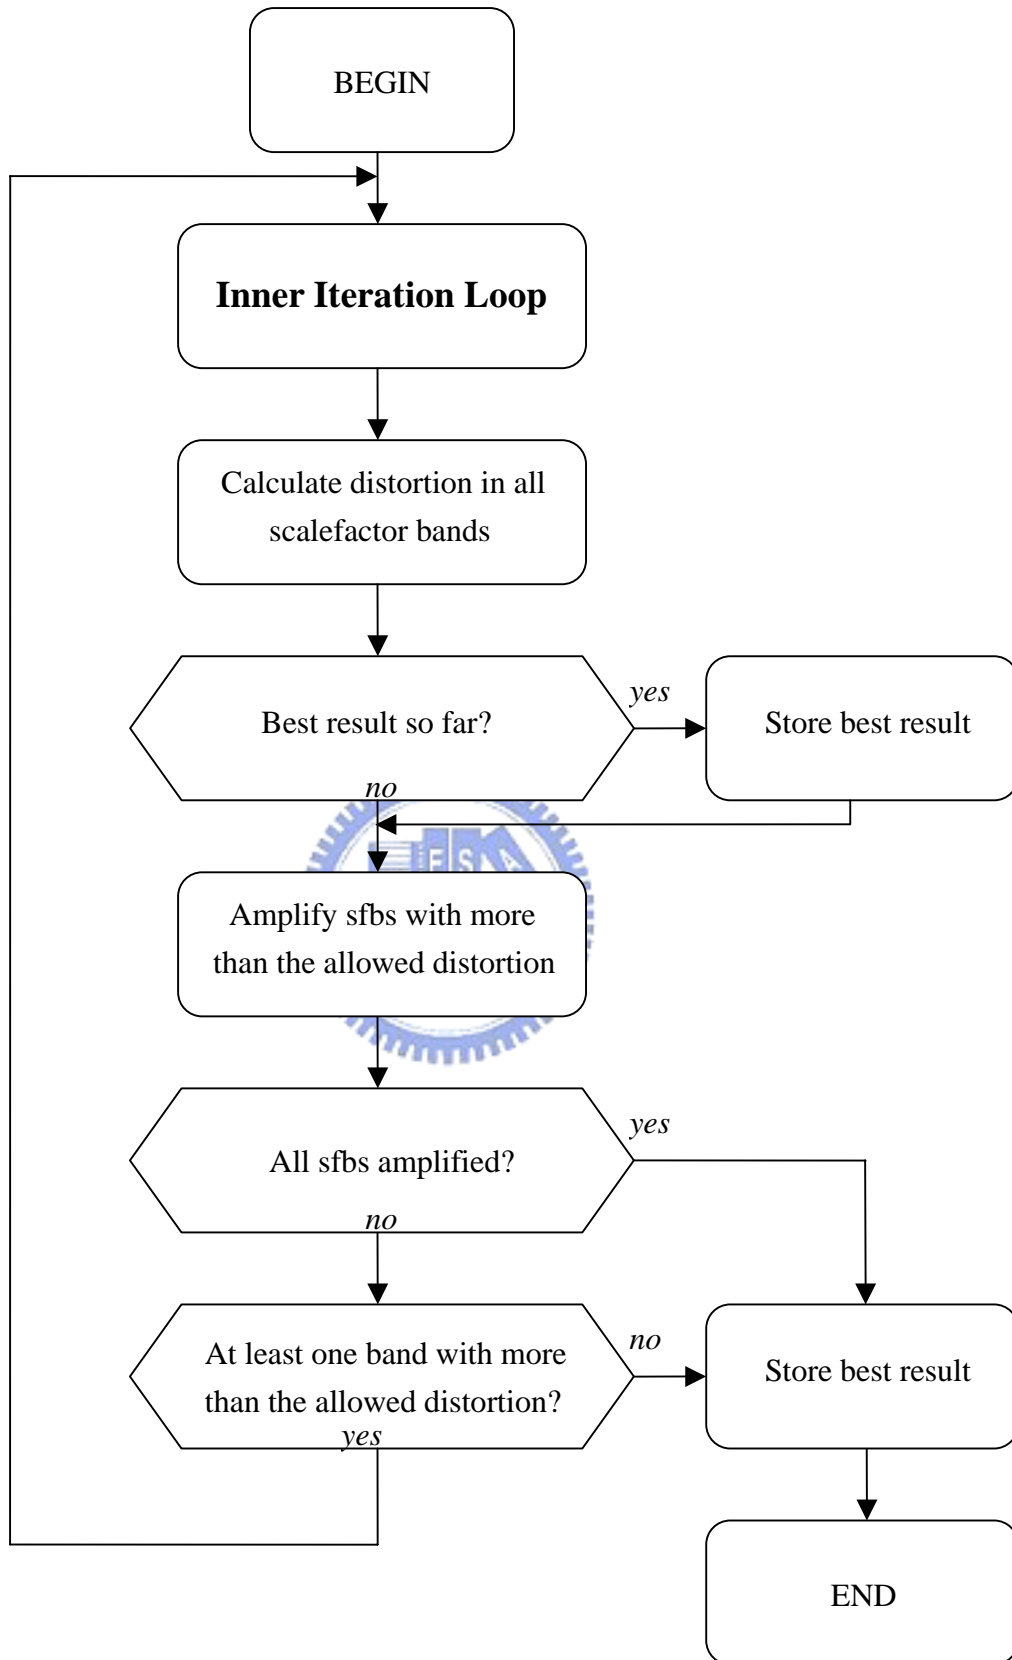 BEGIN
Inner Iteration Loop
Calculate distortion in all
scalefactor bands
Best result so far?
yes
Store best result
no
Amplify sfbs with more
than the allowed distortion
All sfbs amplified?
yes
no
At least one band with more
than the allowed distortion?
no
yes
Store best result
END